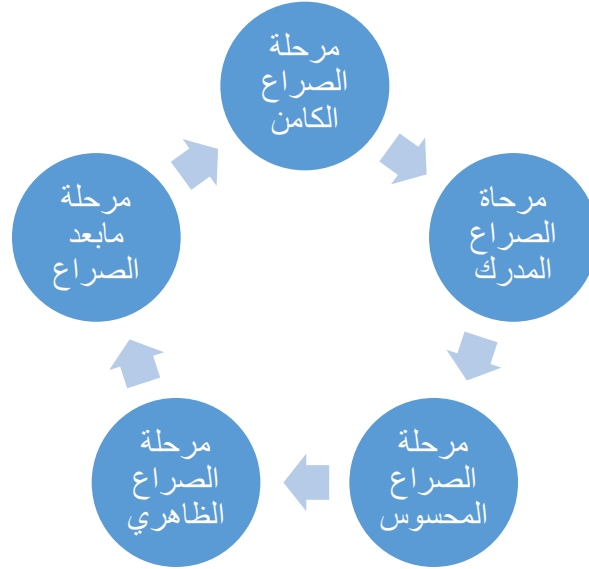 مرحلة
الصراع
الكامن
مرحاة
الصراع
المدرك
مرحلة
الصراع
المحسوس
مرحلة
الصراع
الظاهري
مرحلة
مابعد
الصراع